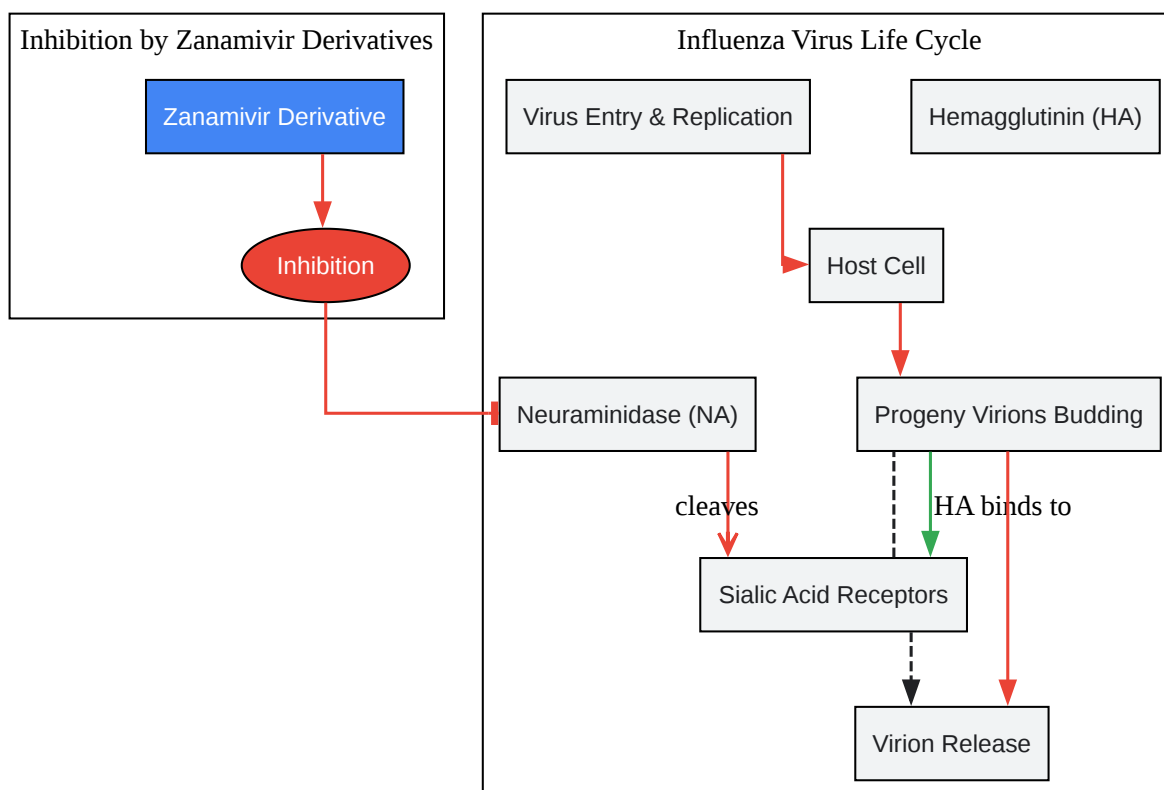 Inhibition by Zanamivir Derivatives
Zanamivir Derivative
Inhibition
Influenza Virus Life Cycle
Virus Entry & Replication
Hemagglutinin (HA)
Host Cell
Neuraminidase (NA)
Progeny Virions Budding
cleaves
HA binds to
Sialic Acid Receptors
Virion Release